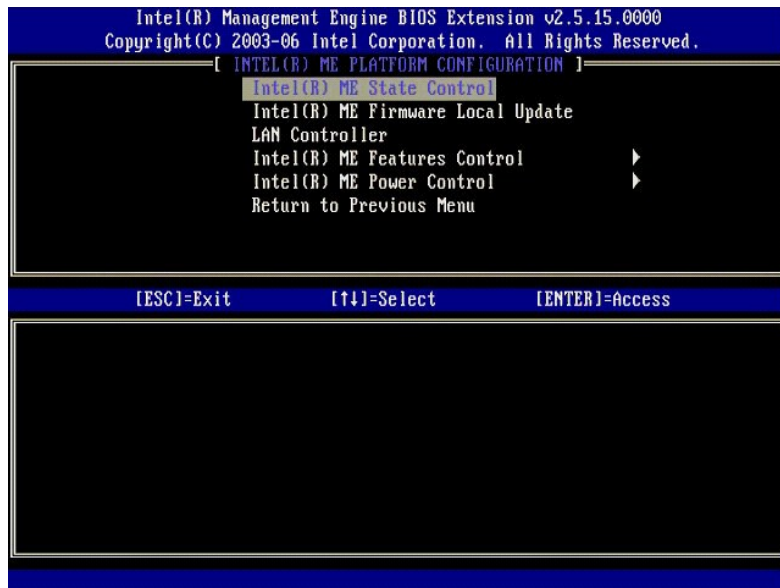 Intel(R) Management Engine BIOS Extension v2.5.15.0000
Copyright(C) 2003-06 Intel Corporation. All Rights Reserved.
[ INTEL(R) ME PLATFORM CONFIGURATION ]
Intel(R) ME State Control
Intel(R) ME Firmware Local Update
LAN Controller
Intel(R) ME Features Control ▶
Intel(R) ME Power Control ▶
Return to Previous Menu
[ESC]=Exit [↑↓]=Select [ENTER]=Access